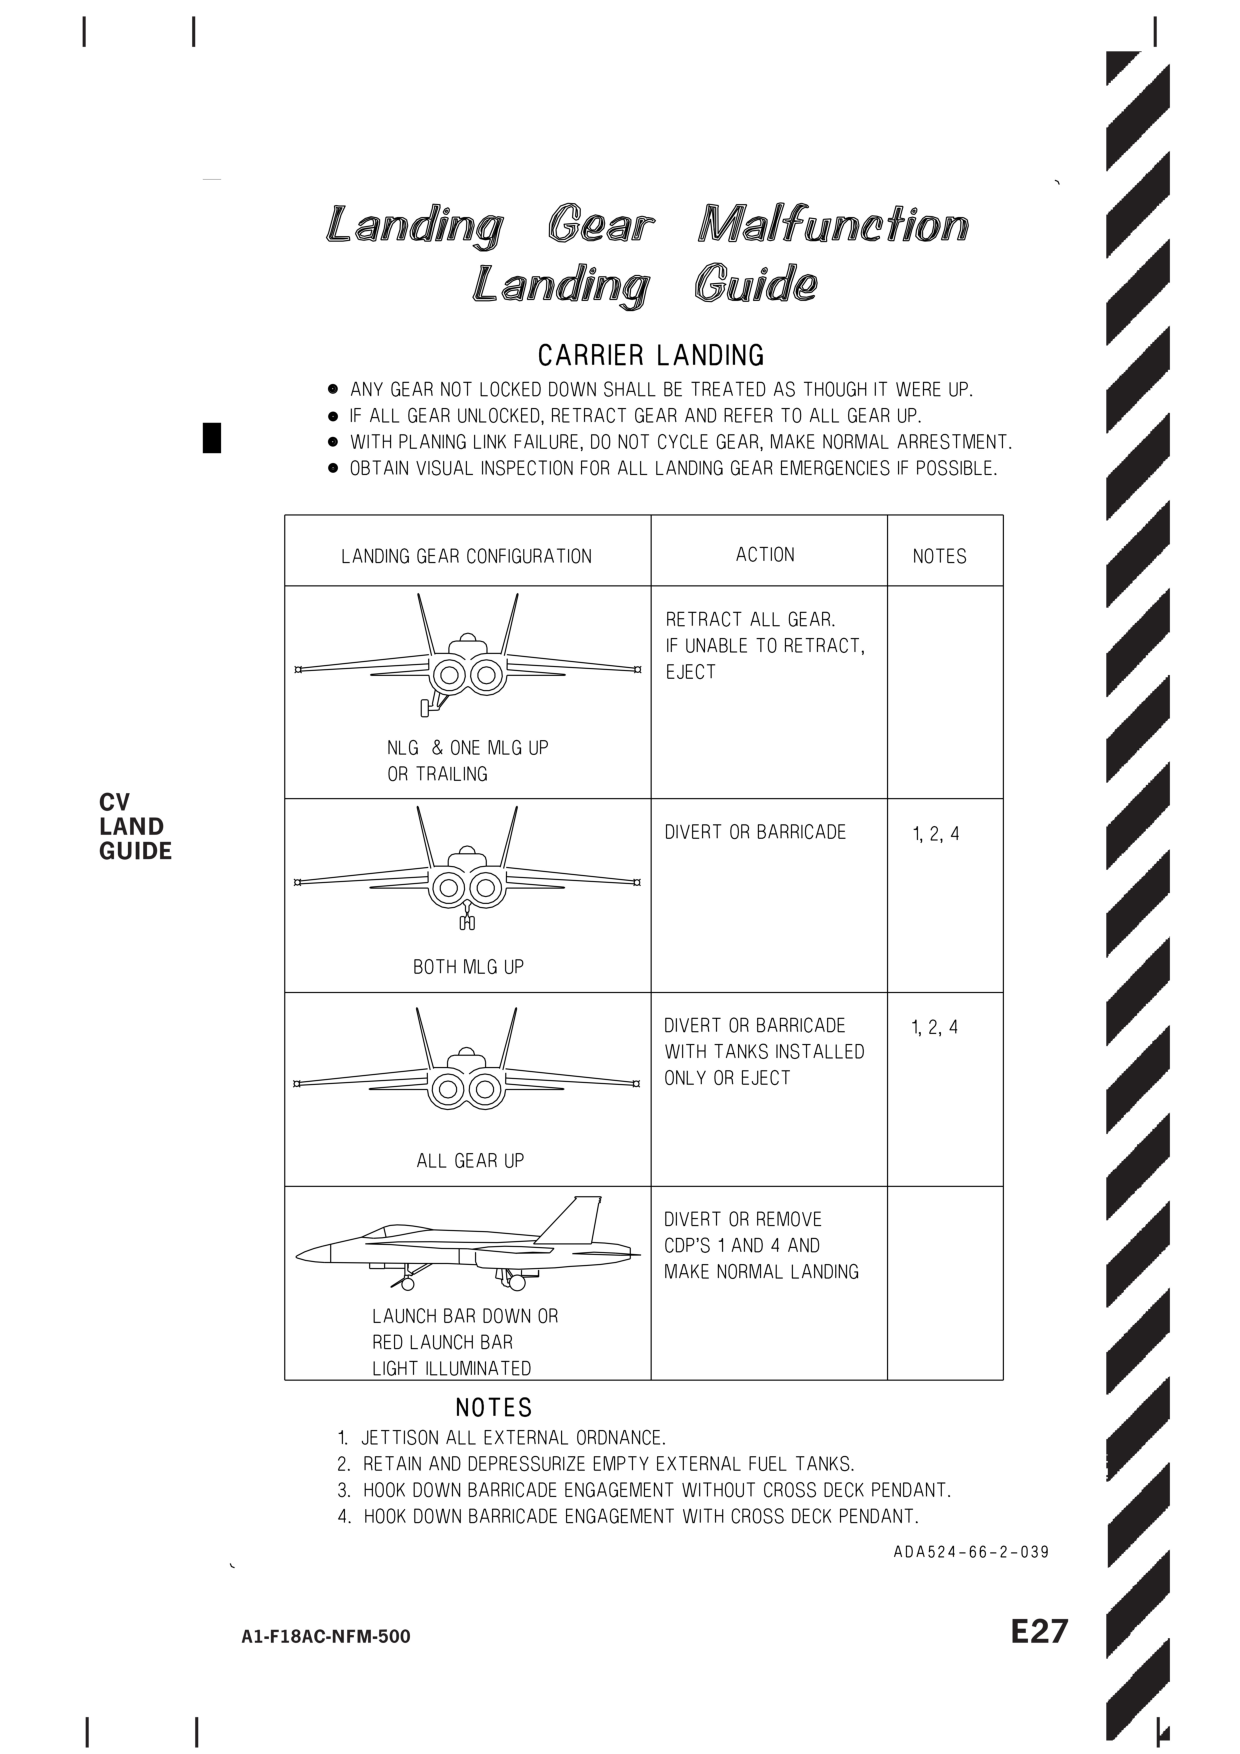 Landing Gear Malfunction
Landing Guide
CARRIER LANDING
● ANY GEAR NOT LOCKED DOWN SHALL BE TREATED AS THOUGH IT WERE UP.
● IF ALL GEAR UNLOCKED, RETRACT GEAR AND REFER TO ALL GEAR UP.
● WITH PLANING LINK FAILURE, DO NOT CYCLE GEAR, MAKE NORMAL ARRESTMENT.
● OBTAIN VISUAL INSPECTION FOR ALL LANDING GEAR EMERGENCIES IF POSSIBLE.
LANDING GEAR CONFIGURATION
ACTION
NOTES
RETRACT ALL GEAR.
IF UNABLE TO RETRACT,
EJECT
NLG & ONE MLG UP
OR TRAILING
CV
LAND
GUIDE
DIVERT OR BARRICADE
1, 2, 4
BOTH MLG UP
DIVERT OR BARRICADE
WITH TANKS INSTALLED
ONLY OR EJECT
1, 2, 4
ALL GEAR UP
DIVERT OR REMOVE
CDP'S 1 AND 4 AND
MAKE NORMAL LANDING
LAUNCH BAR DOWN OR
RED LAUNCH BAR
LIGHT ILLUMINATED
NOTES
1. JETTISON ALL EXTERNAL ORDNANCE.
2. RETAIN AND DEPRESSURIZE EMPTY EXTERNAL FUEL TANKS.
3. HOOK DOWN BARRICADE ENGAGEMENT WITHOUT CROSS DECK PENDANT.
4. HOOK DOWN BARRICADE ENGAGEMENT WITH CROSS DECK PENDANT.
ADA524-66-2-039
A1-F18AC-NFM-500
E27